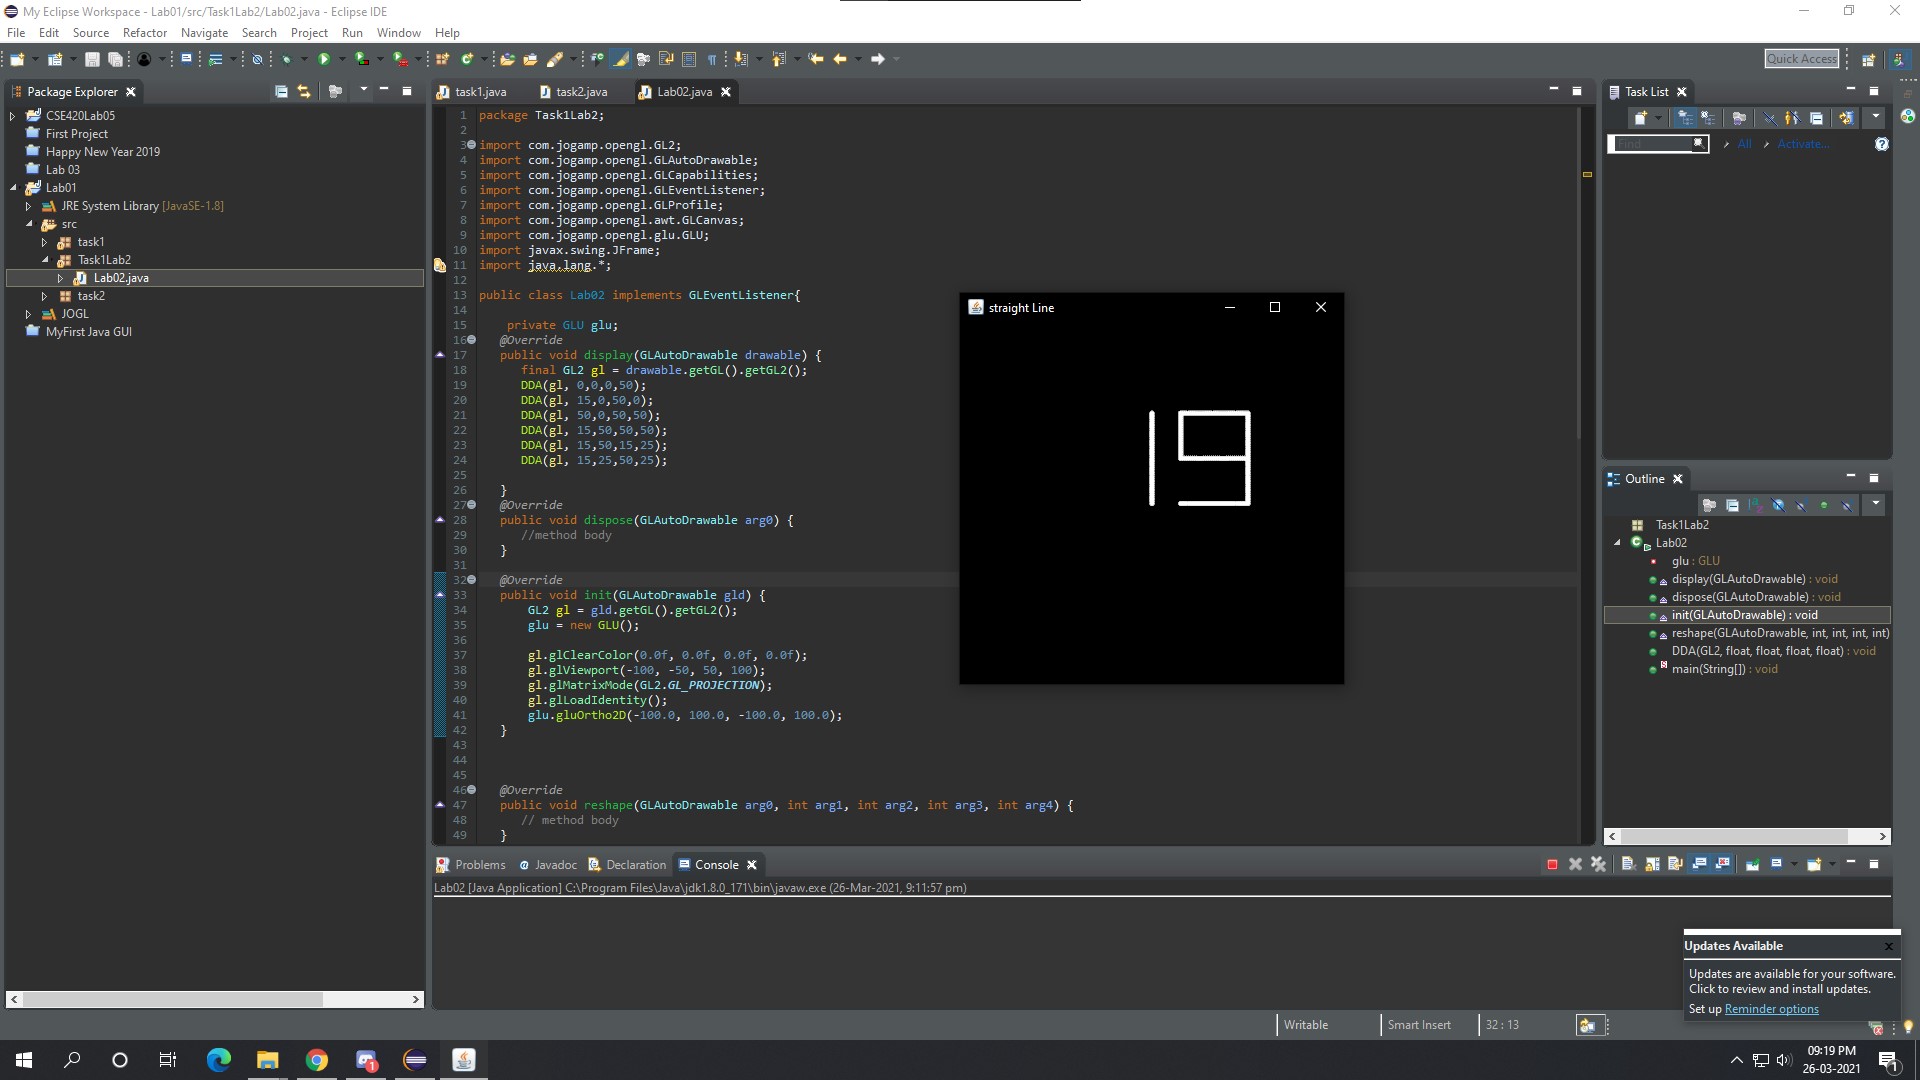 My Eclipse Workspace - Lab01/src/Task1Lab2/Lab02.java - Eclipse IDE
File Edit Source Refactor Navigate Search Project Run Window Help
Quick Access
Package Explorer
CSE420Lab05
First Project
Happy New Year 2019
Lab 03
Lab01
JRE System Library [JavaSE-1.8]
src
task1
Task1Lab2
Lab02.java
task2
JOGL
MyFirst Java GUI
task1.java task2.java Lab02.java
1 package Task1Lab2;
2
3 import com.jogamp.opengl.GL2;
4 import com.jogamp.opengl.GLAutoDrawable;
5 import com.jogamp.opengl.GLCapabilities;
6 import com.jogamp.opengl.GLEventListener;
7 import com.jogamp.opengl.GLProfile;
8 import com.jogamp.opengl.awt.GLCanvas;
9 import com.jogamp.opengl.glu.GLU;
10 import javax.swing.JFrame;
11 import java.lang.*;
12
13 public class Lab02 implements GLEventListener{
14
15 private GLU glu;
16 @Override
17 public void display(GLAutoDrawable drawable) {
18 final GL2 gl = drawable.getGL().getGL2();
19 DDA(gl, 0,0,0,50);
20 DDA(gl, 15,0,50,0);
21 DDA(gl, 50,0,50,50);
22 DDA(gl, 15,50,50,50);
23 DDA(gl, 15,50,15,25);
24 DDA(gl, 15,25,50,25);
25
26 }
27 @Override
28 public void dispose(GLAutoDrawable arg0) {
29 //method body
30 }
31
32 @Override
33 public void init(GLAutoDrawable gld) {
34 GL2 gl = gld.getGL().getGL2();
35 glu = new GLU();
36
37 gl.glClearColor(0.0f, 0.0f, 0.0f, 0.0f);
38 gl.glViewport(-100, -50, 50, 100);
39 gl.glMatrixMode(GL2.GL_PROJECTION);
40 gl.glLoadIdentity();
41 glu.gluOrtho2D(-100.0, 100.0, -100.0, 100.0);
42 }
43
44
45
46 @Override
47 public void reshape(GLAutoDrawable arg0, int arg1, int arg2, int arg3, int arg4) {
48 // method body
49 }
straight Line
19
Task List
Find All Activate...
Outline
Task1Lab2
Lab02
glu : GLU
display(GLAutoDrawable) : void
dispose(GLAutoDrawable) : void
init(GLAutoDrawable) : void
reshape(GLAutoDrawable, int, int, int, int)
DDA(GL2, float, float, float, float) : void
main(String[]) : void
Problems Javadoc Declaration Console
Lab02 [Java Application] C:\Program Files\Java\jdk1.8.0_171\bin\javaw.exe (26-Mar-2021, 9:11:57 pm)
Updates Available
Updates are available for your software.
Click to review and install updates.
Set up Reminder options
Writable Smart Insert 32 : 13
09:19 PM
26-03-2021